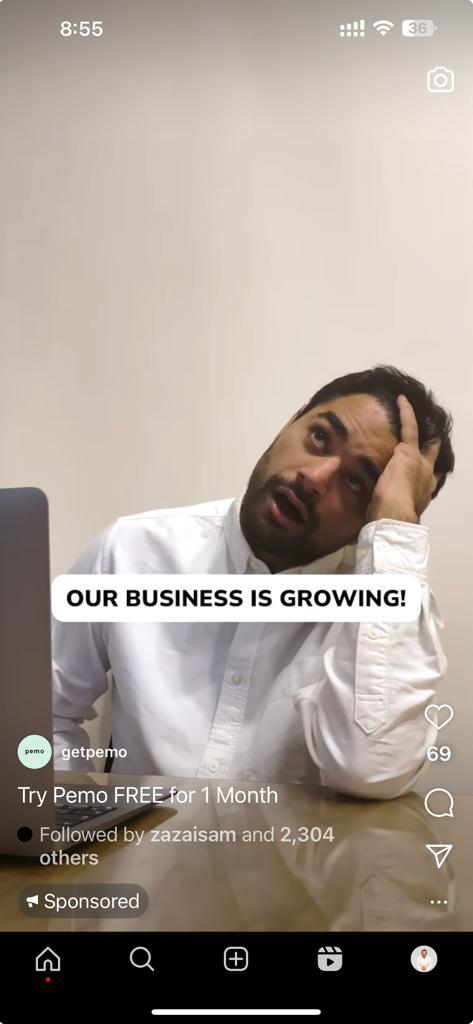 8:55
36
OUR BUSINESS IS GROWING!
pemo
getpemo
69
Try Pemo FREE for 1 Month
Followed by zazaisam and 2,304
others
Sponsored